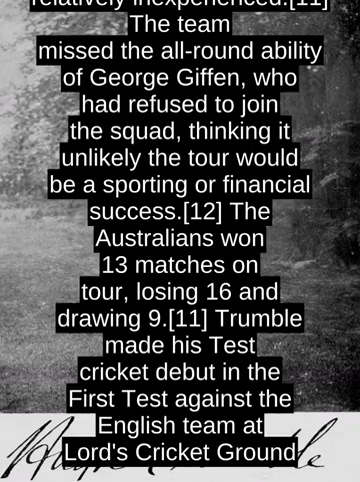 relatively inexperienced.[11]
The team
missed the all-round ability
of George Giffen, who
had refused to join
the squad, thinking it
unlikely the tour would
be a sporting or financial
success.[12] The
Australians won
13 matches on
tour, losing 16 and
drawing 9.[11] Trumble
made his Test
cricket debut in the
First Test against the
English team at
Lord's Cricket Ground